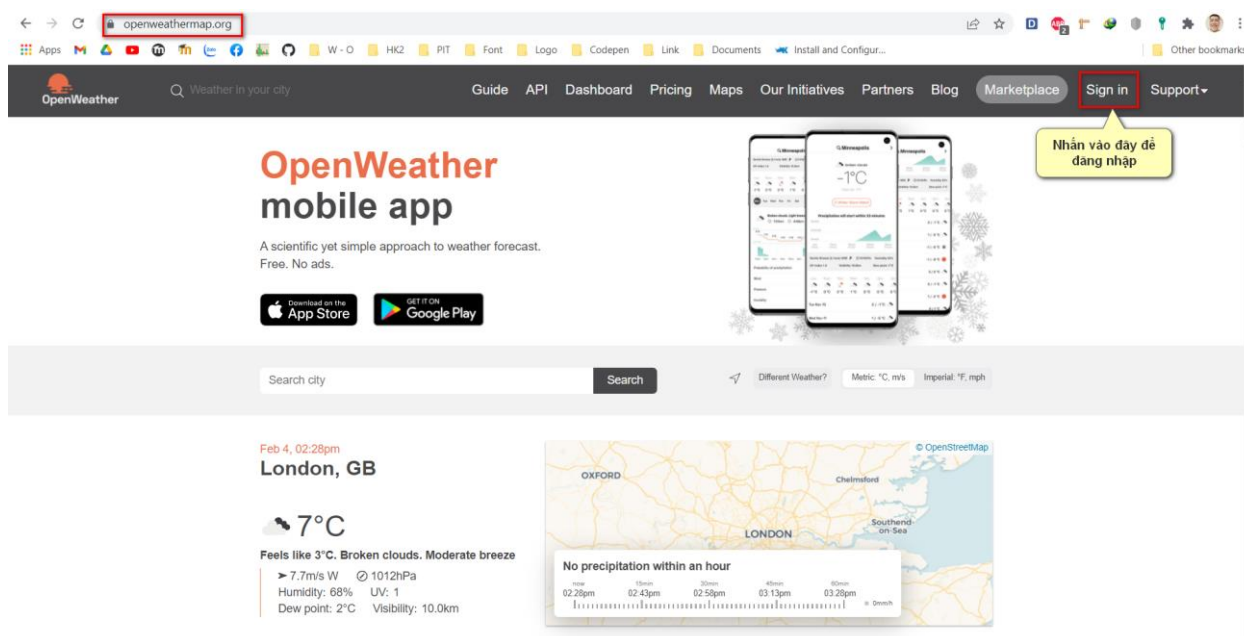 openweathermap.org
Apps W - O HK2 PIT Font Logo Codepen Link Documents Install and Configur... Other bookmarks
OpenWeather Weather in your city Guide API Dashboard Pricing Maps Our Initiatives Partners Blog Marketplace Sign in Support
Nhấn vào đây để
đăng nhập
OpenWeather
mobile app
A scientific yet simple approach to weather forecast.
Free. No ads.
Download on the
App Store
GET IT ON
Google Play
Minneapolis
-1°C
Search city Search Different Weather? Metric: °C, m/s Imperial: °F, mph
Feb 4, 02:28pm
London, GB
7°C
Feels like 3°C. Broken clouds. Moderate breeze
7.7m/s W 1012hPa
Humidity: 68% UV: 1
Dew point: 2°C Visibility: 10.0km
© OpenStreetMap
OXFORD
Chelmsford
LONDON
Southend-
on-Sea
No precipitation within an hour
now 15min 30min 45min 60min
02:28pm 02:43pm 02:58pm 03:13pm 03:28pm
0mm/h